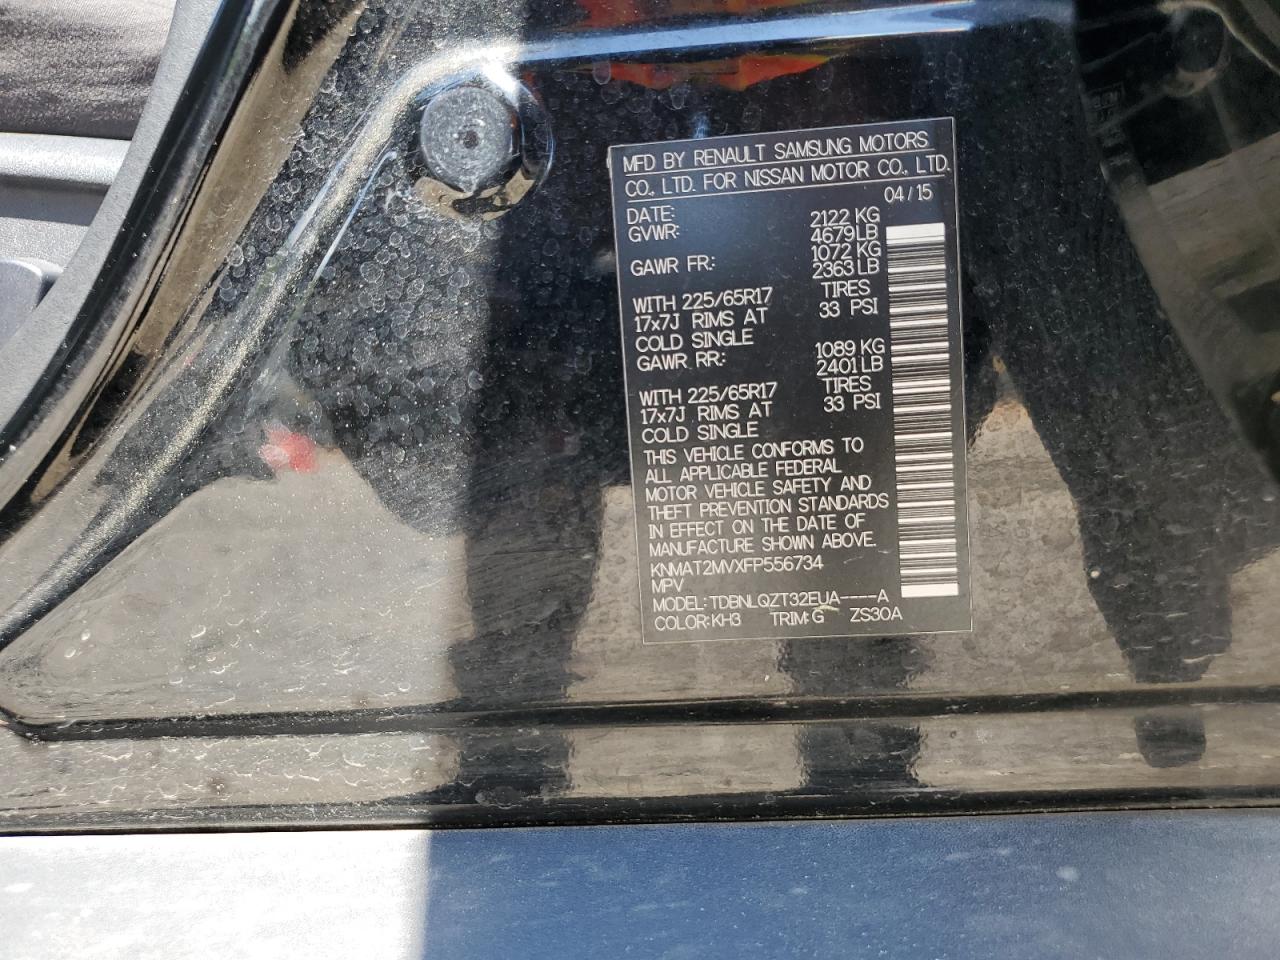 MFD BY RENAULT SAMSUNG MOTORS
CO., LTD. FOR NISSAN MOTOR CO., LTD.
DATE: 04/15
GVWR: 2122 KG
4679LB
GAWR FR.: 1072 KG
2363LB
WITH 225/65R17 TIRES
17x7J RIMS AT 33 PSI
COLD SINGLE
GAWR RR: 1089 KG
2401LB
WITH 225/65R17 TIRES
17x7J RIMS AT 33 PSI
COLD SINGLE
THIS VEHICLE CONFORMS TO
ALL APPLICABLE FEDERAL
MOTOR VEHICLE SAFETY AND
THEFT PREVENTION STANDARDS
IN EFFECT ON THE DATE OF
MANUFACTURE SHOWN ABOVE.
KNMAT2MVXFP556734
MPV
MODEL: TDBNLQZT32EUA----A
COLOR:KH3 TRIM:G ZS30A